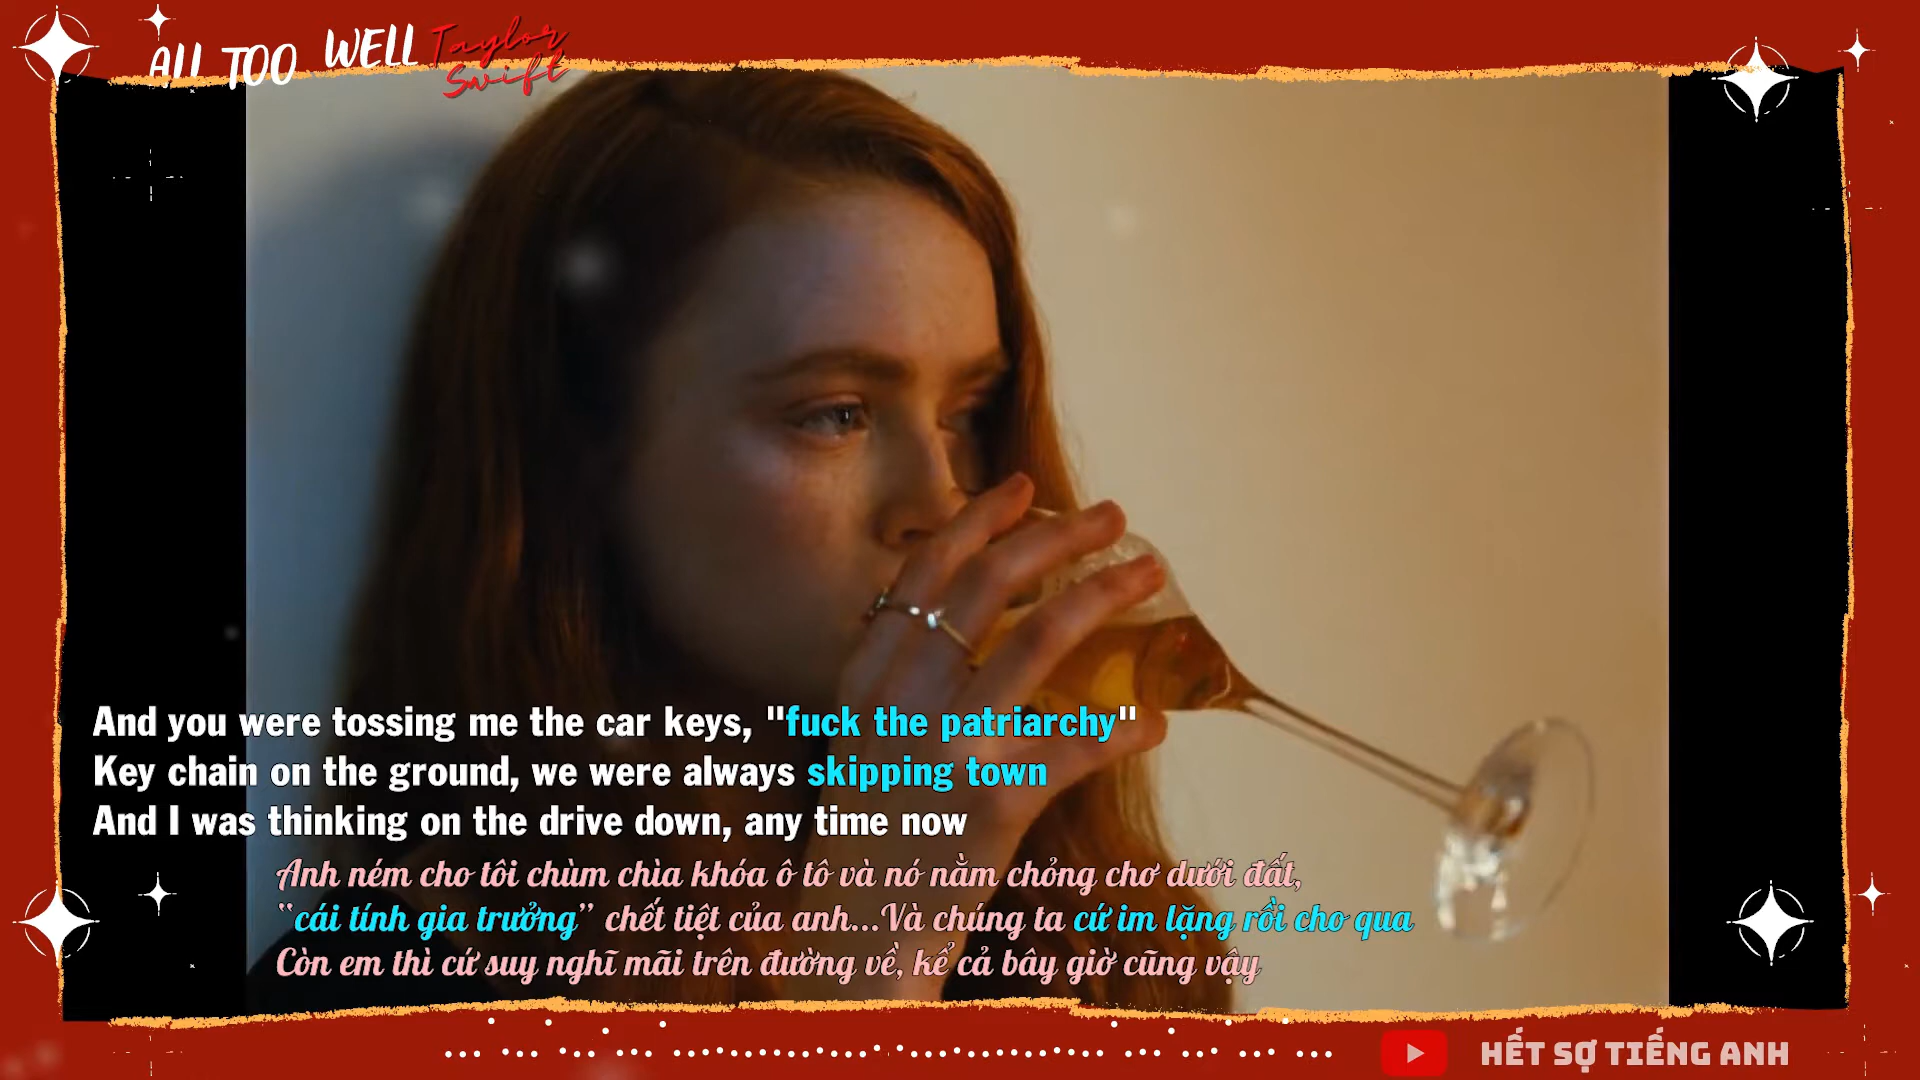 All TOO WELL Taylor Swift
And you were tossing me the car keys, "fuck the patriarchy"
Key chain on the ground, we were always skipping town
And I was thinking on the drive down, any time now
Anh ném cho tôi chùm chìa khóa ô tô và nó nằm chỏng chơ dưới đất,
“cái tính gia trưởng” chết tiệt của anh...Và chúng ta cứ im lặng rồi cho qua
Còn em thì cứ suy nghĩ mãi trên đường về, kể cả bây giờ cũng vậy
HẾT SỢ TIẾNG ANH